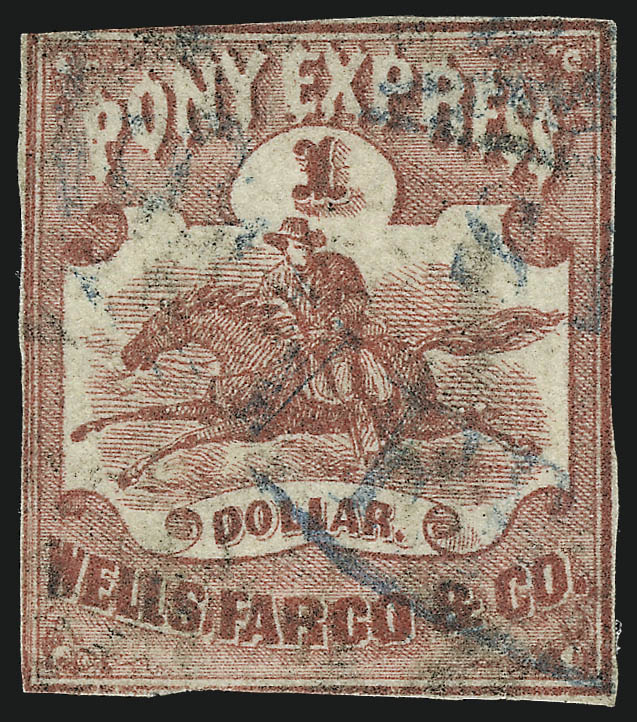 PONY EXPRESS
1
DOLLAR.
WELLS, FARGO & CO.